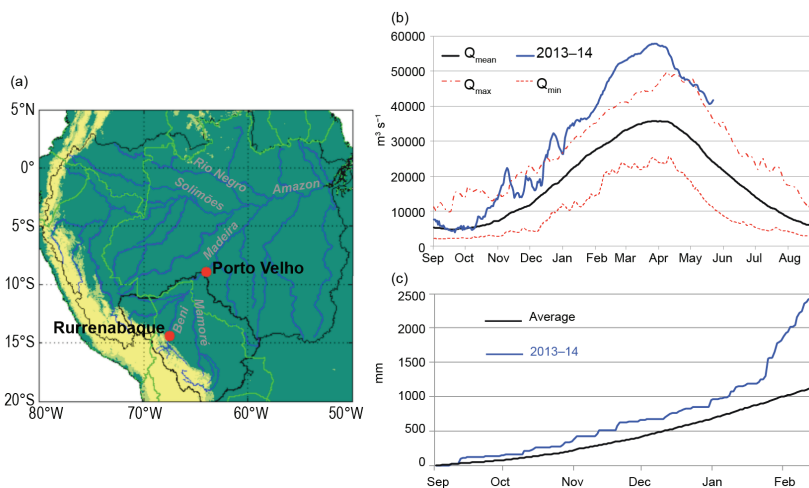 (a)
5°N
0°
5°S
10°S
15°S
20°S
80°W 70°W 60°W 50°W
Rio Negro
Solimões
Amazon
Madeira
Porto Velho
Rurrenabaque
Beni
Mamoré
(b)
60000
50000
40000
30000
20000
10000
0
m³ s⁻¹
Qmean 2013–14
Qmax Qmin
Sep Oct Nov Dec Jan Feb Mar Apr May Jun Jul Aug
(c)
2500
2000
1500
1000
500
0
mm
Average
2013–14
Sep Oct Nov Dec Jan Feb